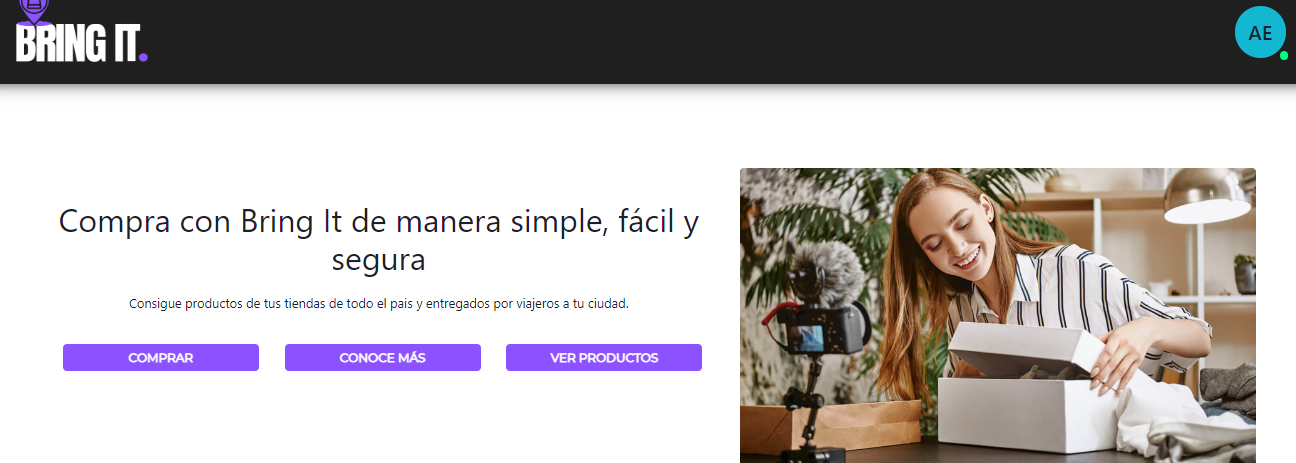 BRING IT.
AE
Compra con Bring It de manera simple, fácil y
segura
Consigue productos de tus tiendas de todo el pais y entregados por viajeros a tu ciudad.
COMPRAR
CONOCE MÁS
VER PRODUCTOS